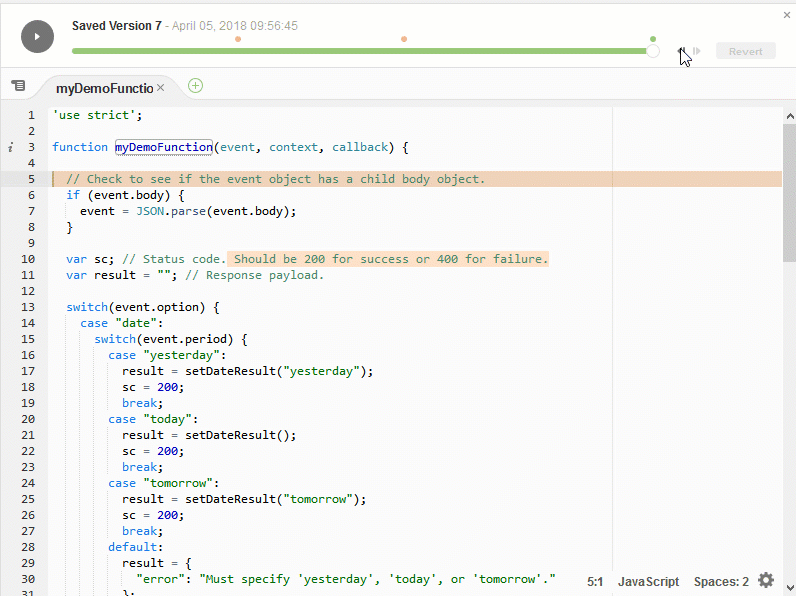 Saved Version 7 - April 05, 2018 09:56:45
Revert
myDemoFunctio
1 'use strict';
2
i 3 function myDemoFunction(event, context, callback) {
4
5 // Check to see if the event object has a child body object.
6 if (event.body) {
7 event = JSON.parse(event.body);
8 }
9
10 var sc; // Status code. Should be 200 for success or 400 for failure.
11 var result = ""; // Response payload.
12
13 switch(event.option) {
14 case "date":
15 switch(event.period) {
16 case "yesterday":
17 result = setDateResult("yesterday");
18 sc = 200;
19 break;
20 case "today":
21 result = setDateResult();
22 sc = 200;
23 break;
24 case "tomorrow":
25 result = setDateResult("tomorrow");
26 sc = 200;
27 break;
28 default:
29 result = {
30 "error": "Must specify 'yesterday', 'today', or 'tomorrow'."
31 };
5:1 JavaScript Spaces: 2